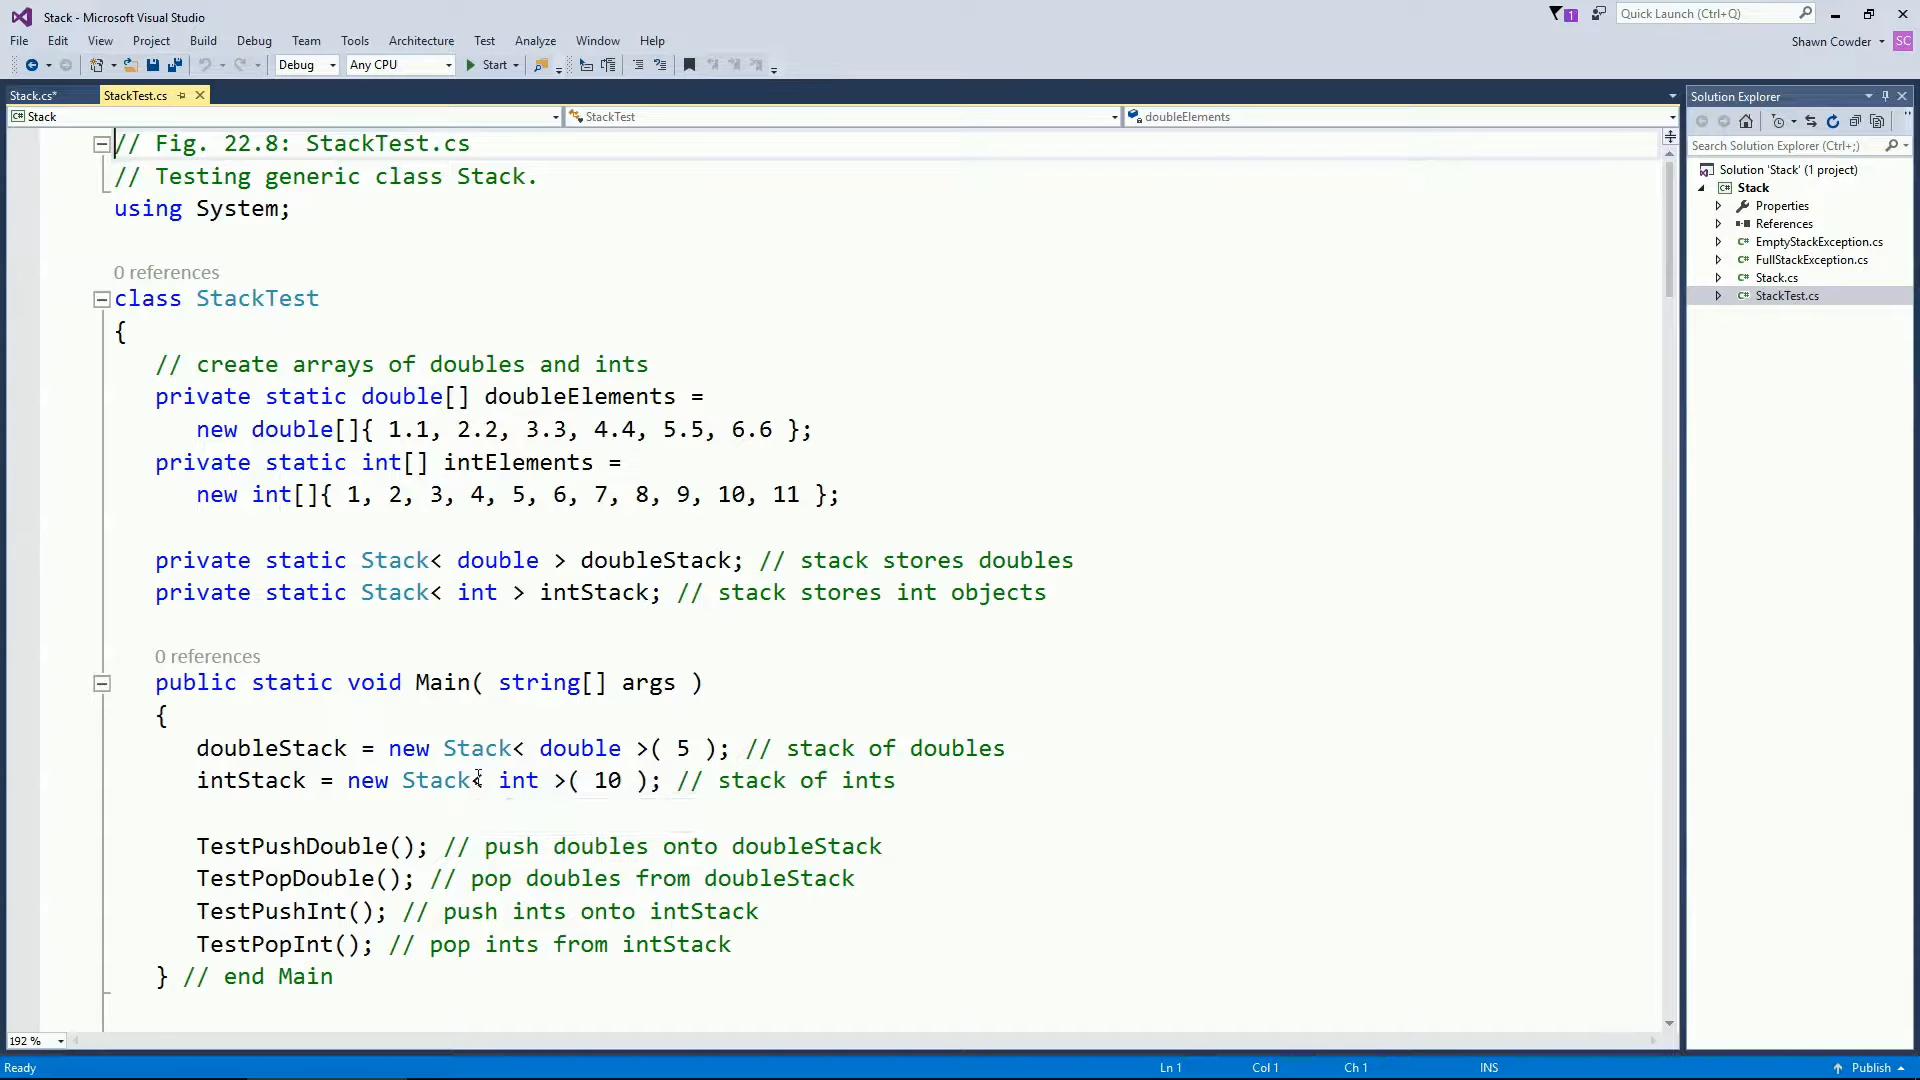 Stack - Microsoft Visual Studio
1
Quick Launch (Ctrl+Q)
File Edit View Project Build Debug Team Tools Architecture Test Analyze Window Help
Shawn Cowder
SC
Debug Any CPU Start
Stack.cs* StackTest.cs
Stack StackTest doubleElements
// Fig. 22.8: StackTest.cs
// Testing generic class Stack.
using System;
0 references
class StackTest
{
// create arrays of doubles and ints
private static double[] doubleElements =
new double[]{ 1.1, 2.2, 3.3, 4.4, 5.5, 6.6 };
private static int[] intElements =
new int[]{ 1, 2, 3, 4, 5, 6, 7, 8, 9, 10, 11 };
private static Stack< double > doubleStack; // stack stores doubles
private static Stack< int > intStack; // stack stores int objects
0 references
public static void Main( string[] args )
{
doubleStack = new Stack< double >( 5 ); // stack of doubles
intStack = new Stack< int >( 10 ); // stack of ints
TestPushDouble(); // push doubles onto doubleStack
TestPopDouble(); // pop doubles from doubleStack
TestPushInt(); // push ints onto intStack
TestPopInt(); // pop ints from intStack
} // end Main
192 %
Solution Explorer
Search Solution Explorer (Ctrl+;)
Solution 'Stack' (1 project)
C# Stack
Properties
References
C# EmptyStackException.cs
C# FullStackException.cs
C# Stack.cs
C# StackTest.cs
Ready Ln 1 Col 1 Ch 1 INS Publish